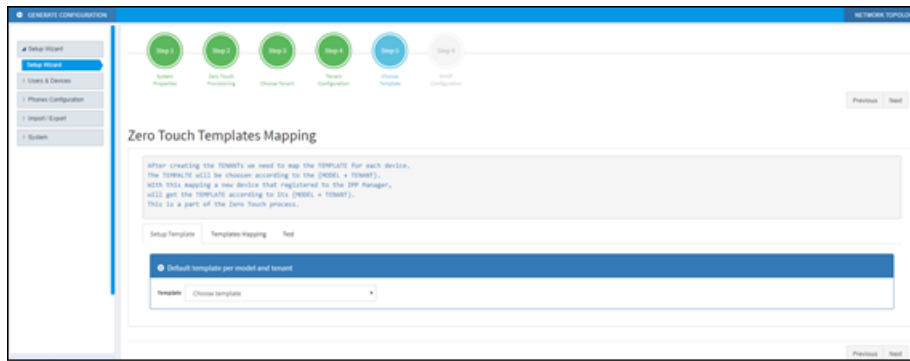 GENERATE CONFIGURATION
NETWORK TOPOLO
Setup Wizard
Setup Wizard
Users & Devices
Phones Configuration
Import / Export
System
Step 1
Step 2
Step 3
Step 4
Step 5
System Properties
Zero Touch Provisioning
Choose Tenant
Tenant Configuration
Choose Template
DHCP Configuration
Previous Next
Zero Touch Templates Mapping
After creating the TENANTs we need to map the TEMPLATE for each device.
The TEMPALTE will be choosen according to the (MODEL + TENANT).
With this mapping a new device that registered to the IPP Manager,
will get the TEMPLATE according to its (MODEL + TENANT).
This is a part of the Zero Touch process.
Setup Template Templates Mapping Test
Default template per model and tenant
Template Choose template
Previous Next